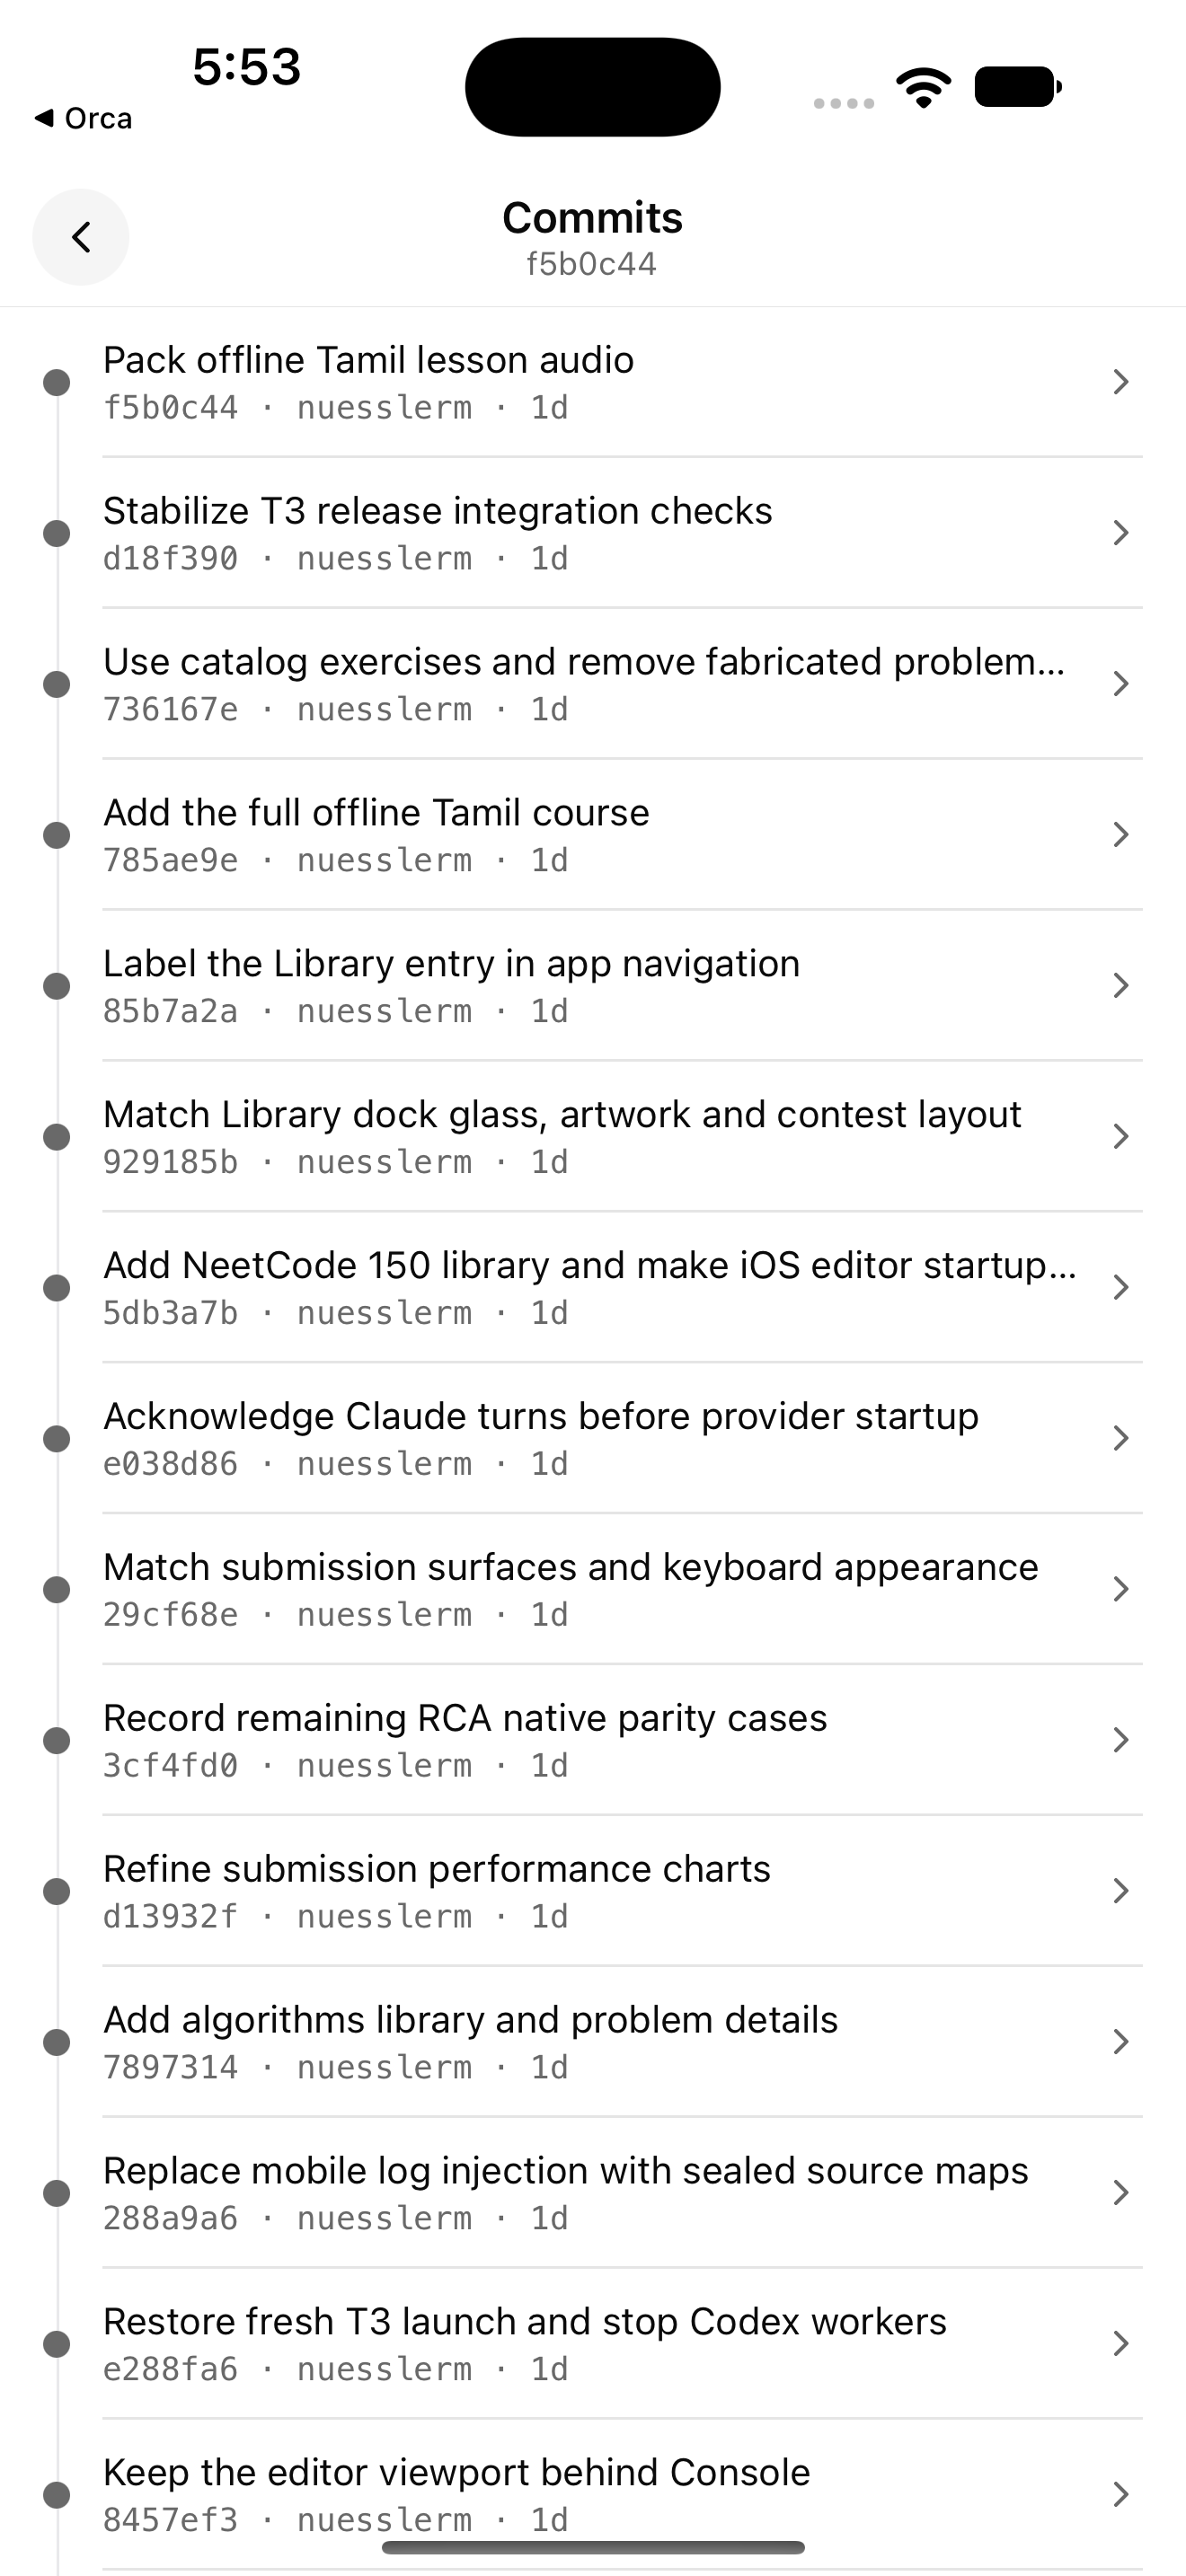 5:53
◀ Orca
Commits
f5b0c44
Pack offline Tamil lesson audio
f5b0c44 · nuesslerm · 1d
Stabilize T3 release integration checks
d18f390 · nuesslerm · 1d
Use catalog exercises and remove fabricated problem...
736167e · nuesslerm · 1d
Add the full offline Tamil course
785ae9e · nuesslerm · 1d
Label the Library entry in app navigation
85b7a2a · nuesslerm · 1d
Match Library dock glass, artwork and contest layout
929185b · nuesslerm · 1d
Add NeetCode 150 library and make iOS editor startup...
5db3a7b · nuesslerm · 1d
Acknowledge Claude turns before provider startup
e038d86 · nuesslerm · 1d
Match submission surfaces and keyboard appearance
29cf68e · nuesslerm · 1d
Record remaining RCA native parity cases
3cf4fd0 · nuesslerm · 1d
Refine submission performance charts
d13932f · nuesslerm · 1d
Add algorithms library and problem details
7897314 · nuesslerm · 1d
Replace mobile log injection with sealed source maps
288a9a6 · nuesslerm · 1d
Restore fresh T3 launch and stop Codex workers
e288fa6 · nuesslerm · 1d
Keep the editor viewport behind Console
8457ef3 · nuesslerm · 1d